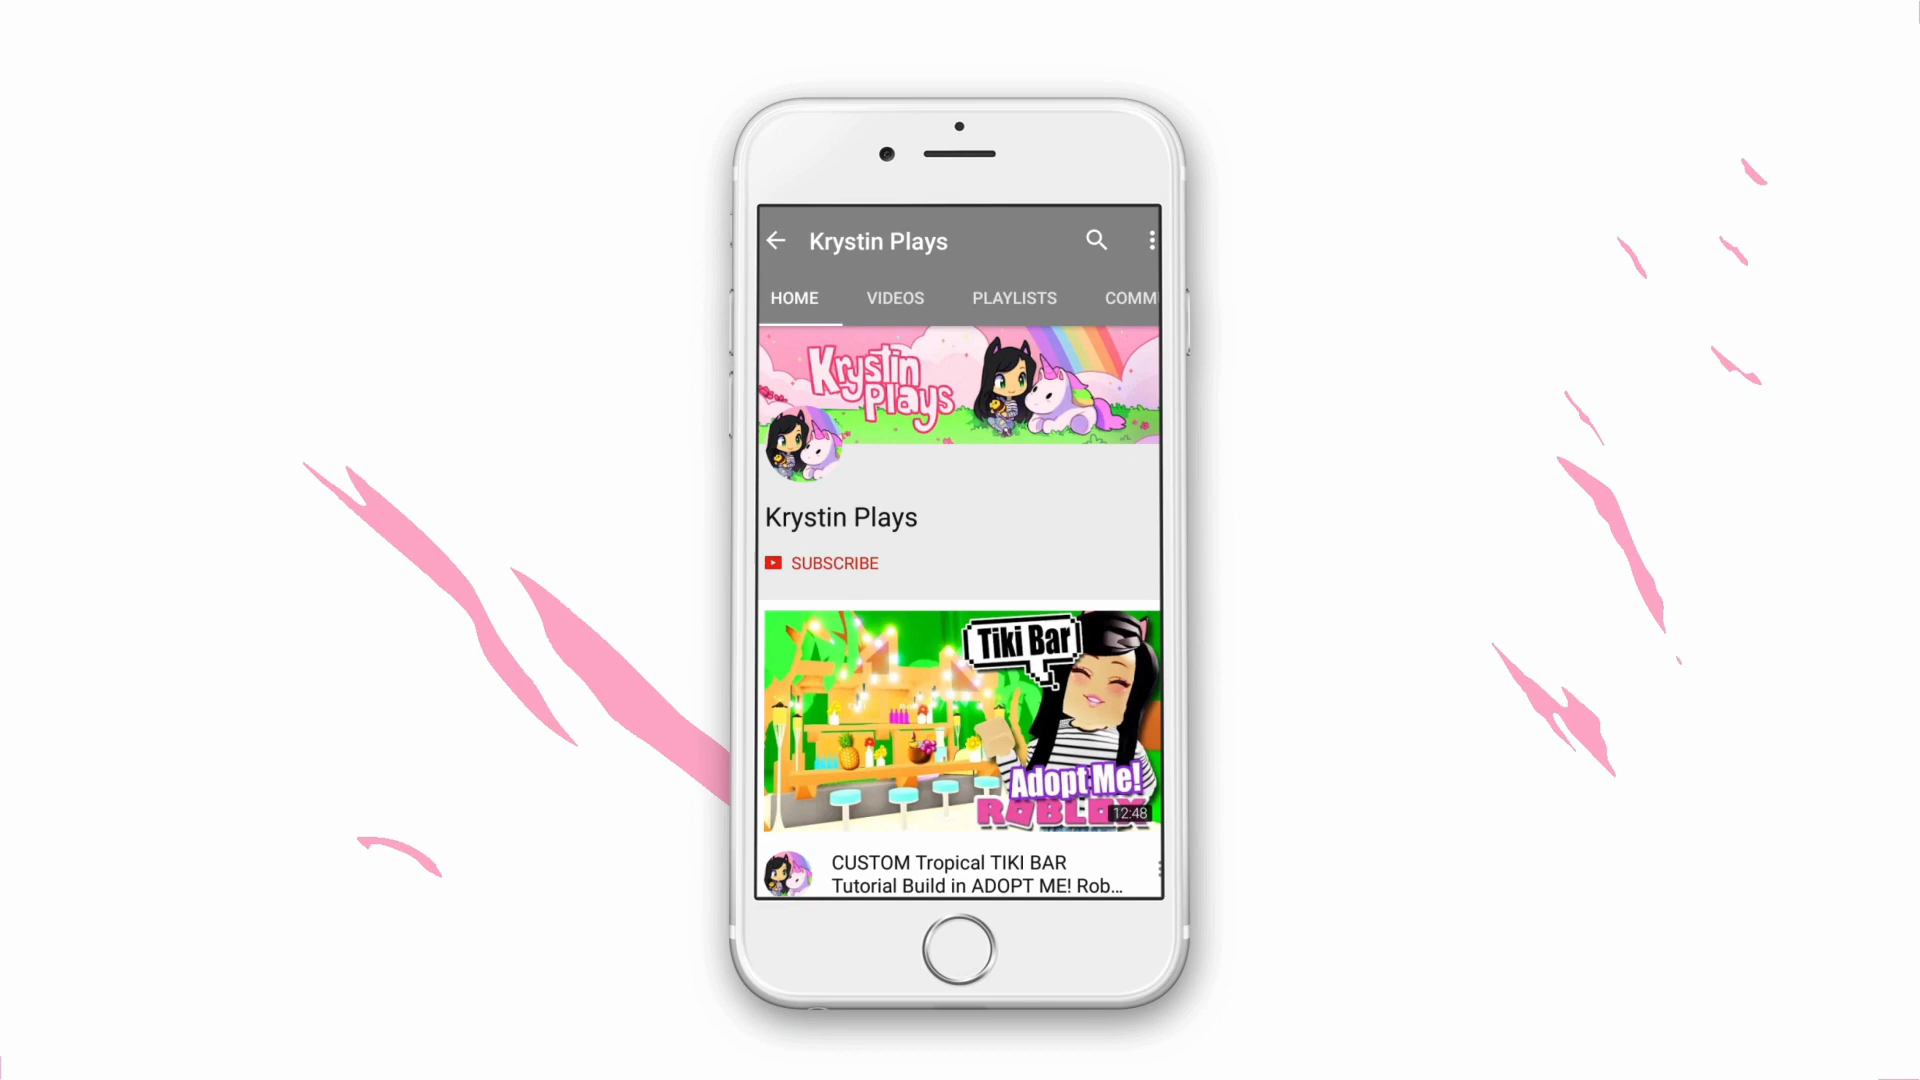 Krystin Plays
HOME VIDEOS PLAYLISTS COMM
Krystin
Plays
Krystin Plays
SUBSCRIBE
Tiki Bar
Adopt Me!
ROBLOX
12:48
CUSTOM Tropical TIKI BAR
Tutorial Build in ADOPT ME! Rob...